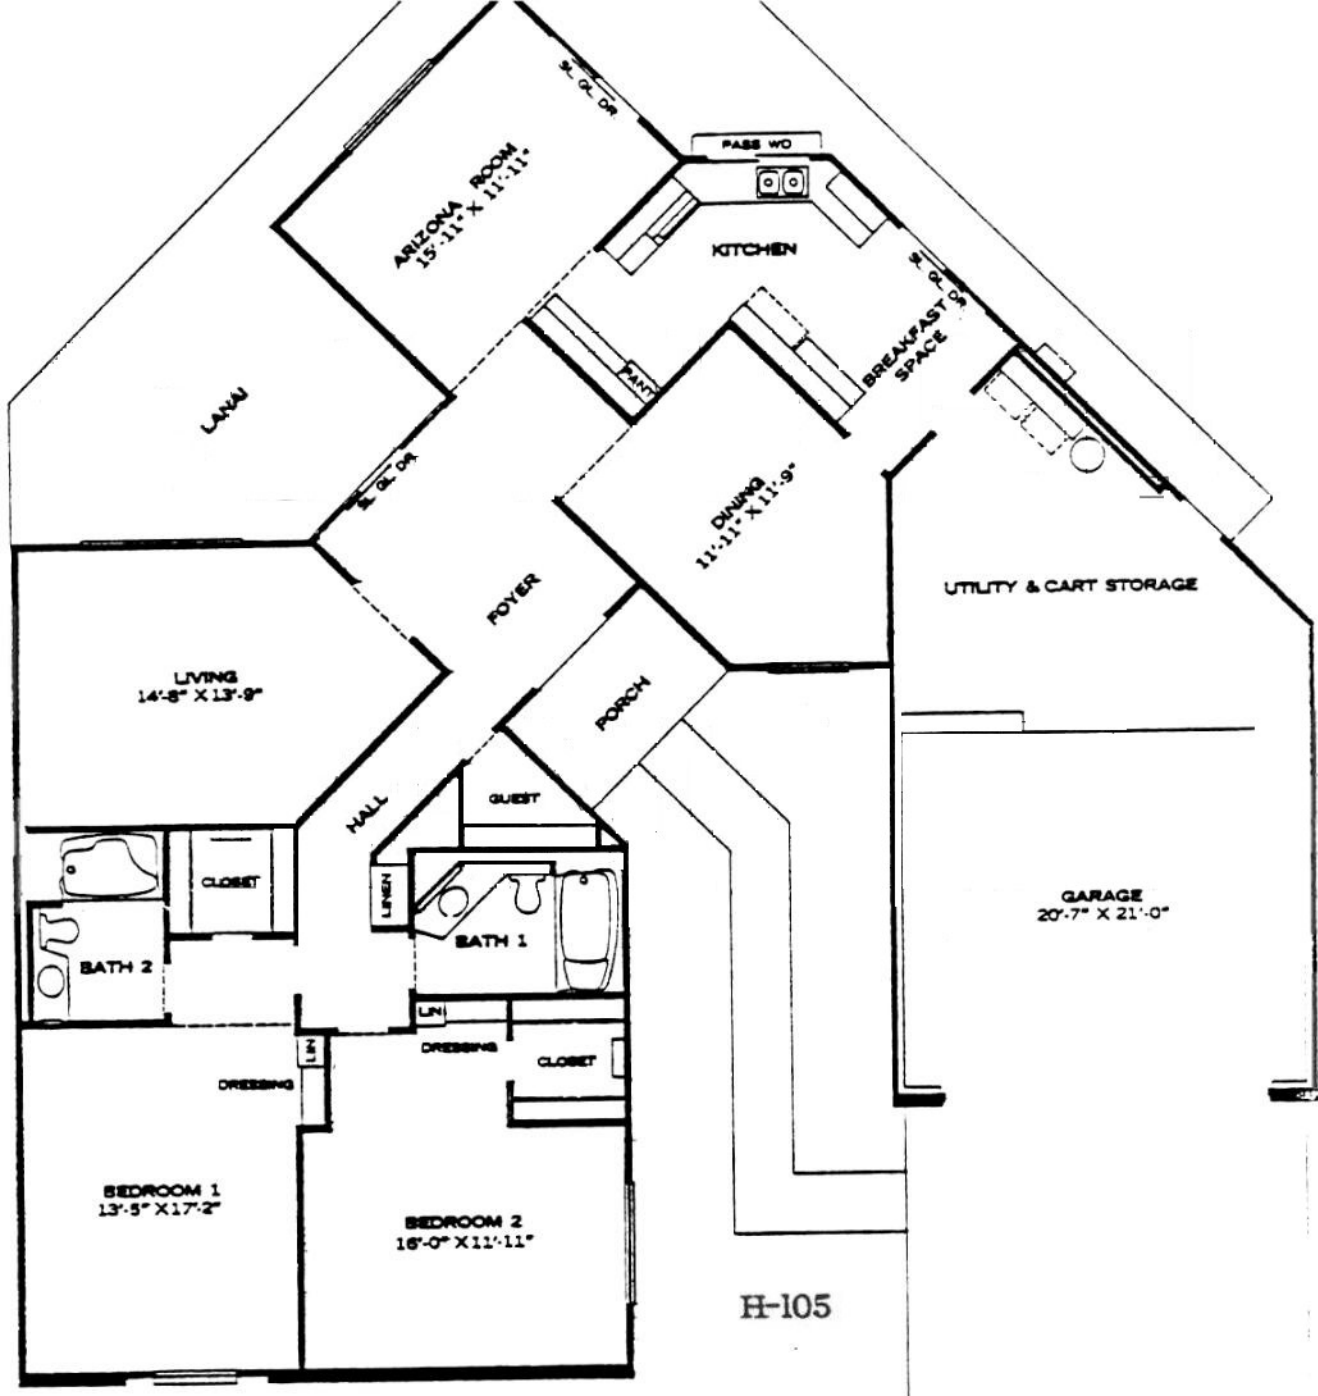 SL. GL. DR.
PASS WD
ARIZONA ROOM
15'-11" X 11'-11"
KITCHEN
SL. GL. DR.
BREAKFAST
SPACE
PANT
LANAI
SL. GL. DR.
DINING
11'-11" X 11'-9"
UTILITY & CART STORAGE
FOYER
LIVING
14'-8" X 13'-9"
PORCH
HALL
GUEST
CLOSET
LINEN
GARAGE
20'-7" X 21'-0"
BATH 1
BATH 2
LIN
DRESSING
LIN
CLOSET
DRESSING
BEDROOM 1
13'-5" X 17'-2"
BEDROOM 2
16'-0" X 11'-11"
H-105